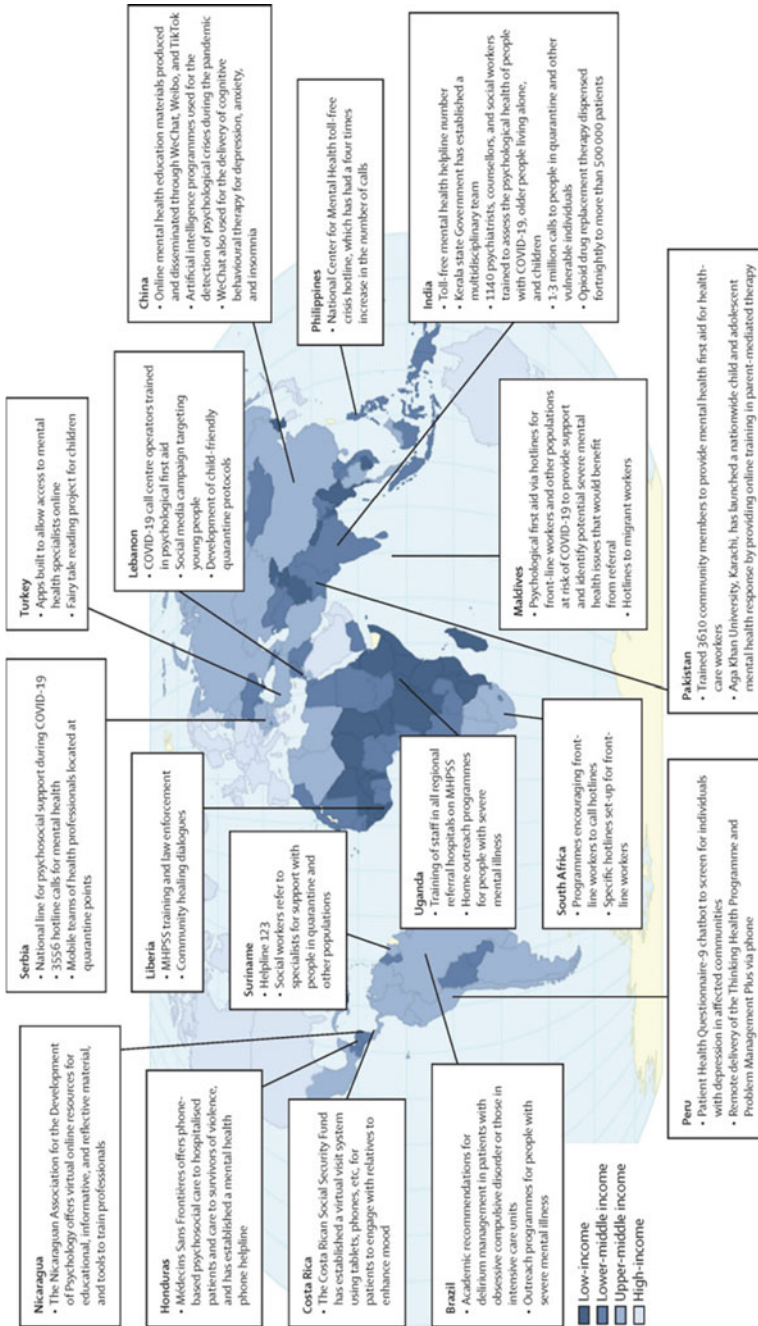 Nicaragua
• The Nicaraguan Association for the Development
of Psychology offers virtual online resources for
educational, informative, and reflective material,
and tools to train professionals
Honduras
• Médecins Sans Frontières offers phone-
based psychosocial care to hospitalised
patients and care to survivors of violence,
and has established a mental health
phone helpline
Costa Rica
• The Costa Rican Social Security Fund
has established a virtual visit system
using tablets, phones, etc, for
patients to engage with relatives to
enhance mood
Brazil
• Academic recommendations for
delirium management in patients with
obsessive compulsive disorder or those in
intensive care units
• Outreach programmes for people with
severe mental illness
Low-income
Lower-middle income
Upper-middle income
High-income
Peru
• Patient Health Questionnaire-9 chatbot to screen for individuals
with depression in affected communities
• Remote delivery of the Thinking Health Programme and
Problem Management Plus via phone
Serbia
• National line for psychosocial support during COVID-19
• 3556 hotline calls for mental health
• Mobile teams of health professionals located at
quarantine points
Liberia
• MHPSS training and law enforcement
• Community healing dialogues
Suriname
• Helpline 123
• Social workers refer to
specialists for support with
people in quarantine and
other populations
Uganda
• Training of staff in all regional
referral hospitals on MHPSS
• Home outreach programmes
for people with severe
mental illness
South Africa
• Programmes encouraging front-
line workers to call hotlines
• Specific hotlines set-up for front-
line workers
Turkey
• Apps built to allow access to mental
health specialists online
• Fairy tale reading project for children
Lebanon
• COVID-19 call centre operators trained
in psychological first aid
• Social media campaign targeting
young people
• Development of child-friendly
quarantine protocols
Maldives
• Psychological first aid via hotlines for
front-line workers and other populations
at risk of COVID-19 to provide support
and identify potential severe mental
health issues that would benefit
from referral
• Hotlines to migrant workers
Pakistan
• Trained 3610 community members to provide mental health first aid for health-
care workers
• Aga Khan University, Karachi, has launched a nationwide child and adolescent
mental health response by providing online training in parent-mediated therapy
China
• Online mental health education materials produced
and disseminated through WeChat, Weibo, and TikTok
• Artificial intelligence programmes used for the
detection of psychological crises during the pandemic
• WeChat also used for the delivery of cognitive
behavioural therapy for depression, anxiety,
and insomnia
Philippines
• National Center for Mental Health toll-free
crisis hotline, which has had a four times
increase in the number of calls
India
• Toll-free mental health helpline number
• Kerala state Government has established a
multidisciplinary team
• 1140 psychiatrists, counsellors, and social workers
trained to assess the psychological health of people
with COVID-19, older people living alone,
and children
• 1·3 million calls to people in quarantine and other
vulnerable individuals
• Opioid drug replacement therapy dispensed
fortnightly to more than 500 000 patients